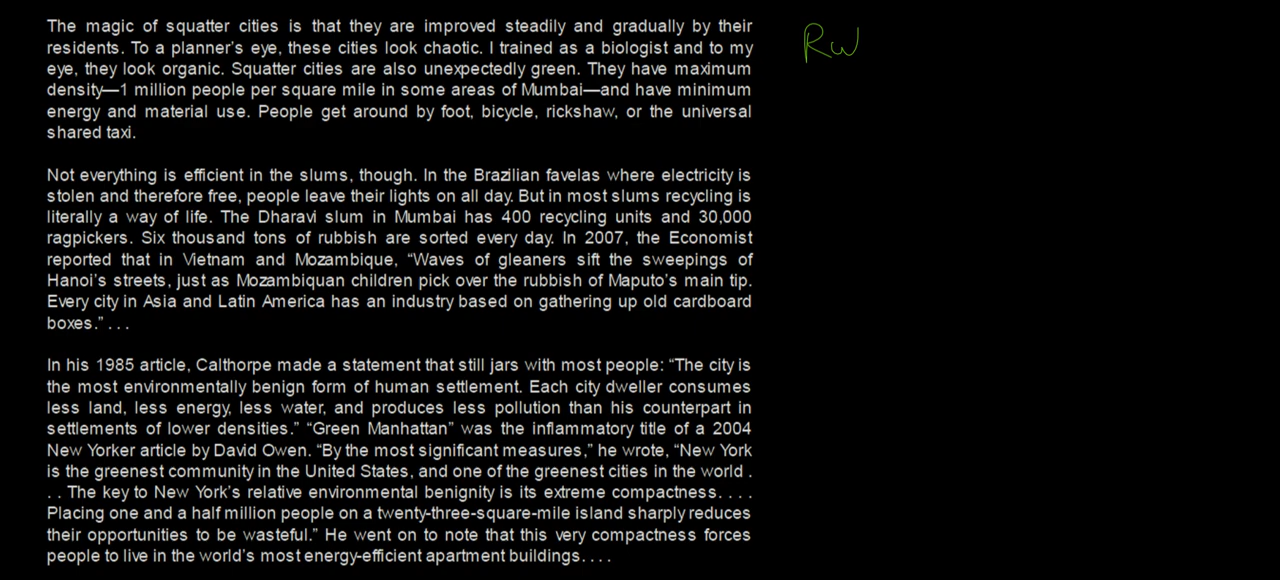 The magic of squatter cities is that they are improved steadily and gradually by their
residents. To a planner's eye, these cities look chaotic. I trained as a biologist and to my
eye, they look organic. Squatter cities are also unexpectedly green. They have maximum
density—1 million people per square mile in some areas of Mumbai—and have minimum
energy and material use. People get around by foot, bicycle, rickshaw, or the universal
shared taxi.
RW
Not everything is efficient in the slums, though. In the Brazilian favelas where electricity is
stolen and therefore free, people leave their lights on all day. But in most slums recycling is
literally a way of life. The Dharavi slum in Mumbai has 400 recycling units and 30,000
ragpickers. Six thousand tons of rubbish are sorted every day. In 2007, the Economist
reported that in Vietnam and Mozambique, “Waves of gleaners sift the sweepings of
Hanoi's streets, just as Mozambiquan children pick over the rubbish of Maputo's main tip.
Every city in Asia and Latin America has an industry based on gathering up old cardboard
boxes.” . . .
In his 1985 article, Calthorpe made a statement that still jars with most people: “The city is
the most environmentally benign form of human settlement. Each city dweller consumes
less land, less energy, less water, and produces less pollution than his counterpart in
settlements of lower densities.” “Green Manhattan” was the inflammatory title of a 2004
New Yorker article by David Owen. “By the most significant measures,” he wrote, “New York
is the greenest community in the United States, and one of the greenest cities in the world .
. . The key to New York's relative environmental benignity is its extreme compactness. . . .
Placing one and a half million people on a twenty-three-square-mile island sharply reduces
their opportunities to be wasteful.” He went on to note that this very compactness forces
people to live in the world's most energy-efficient apartment buildings. . . .